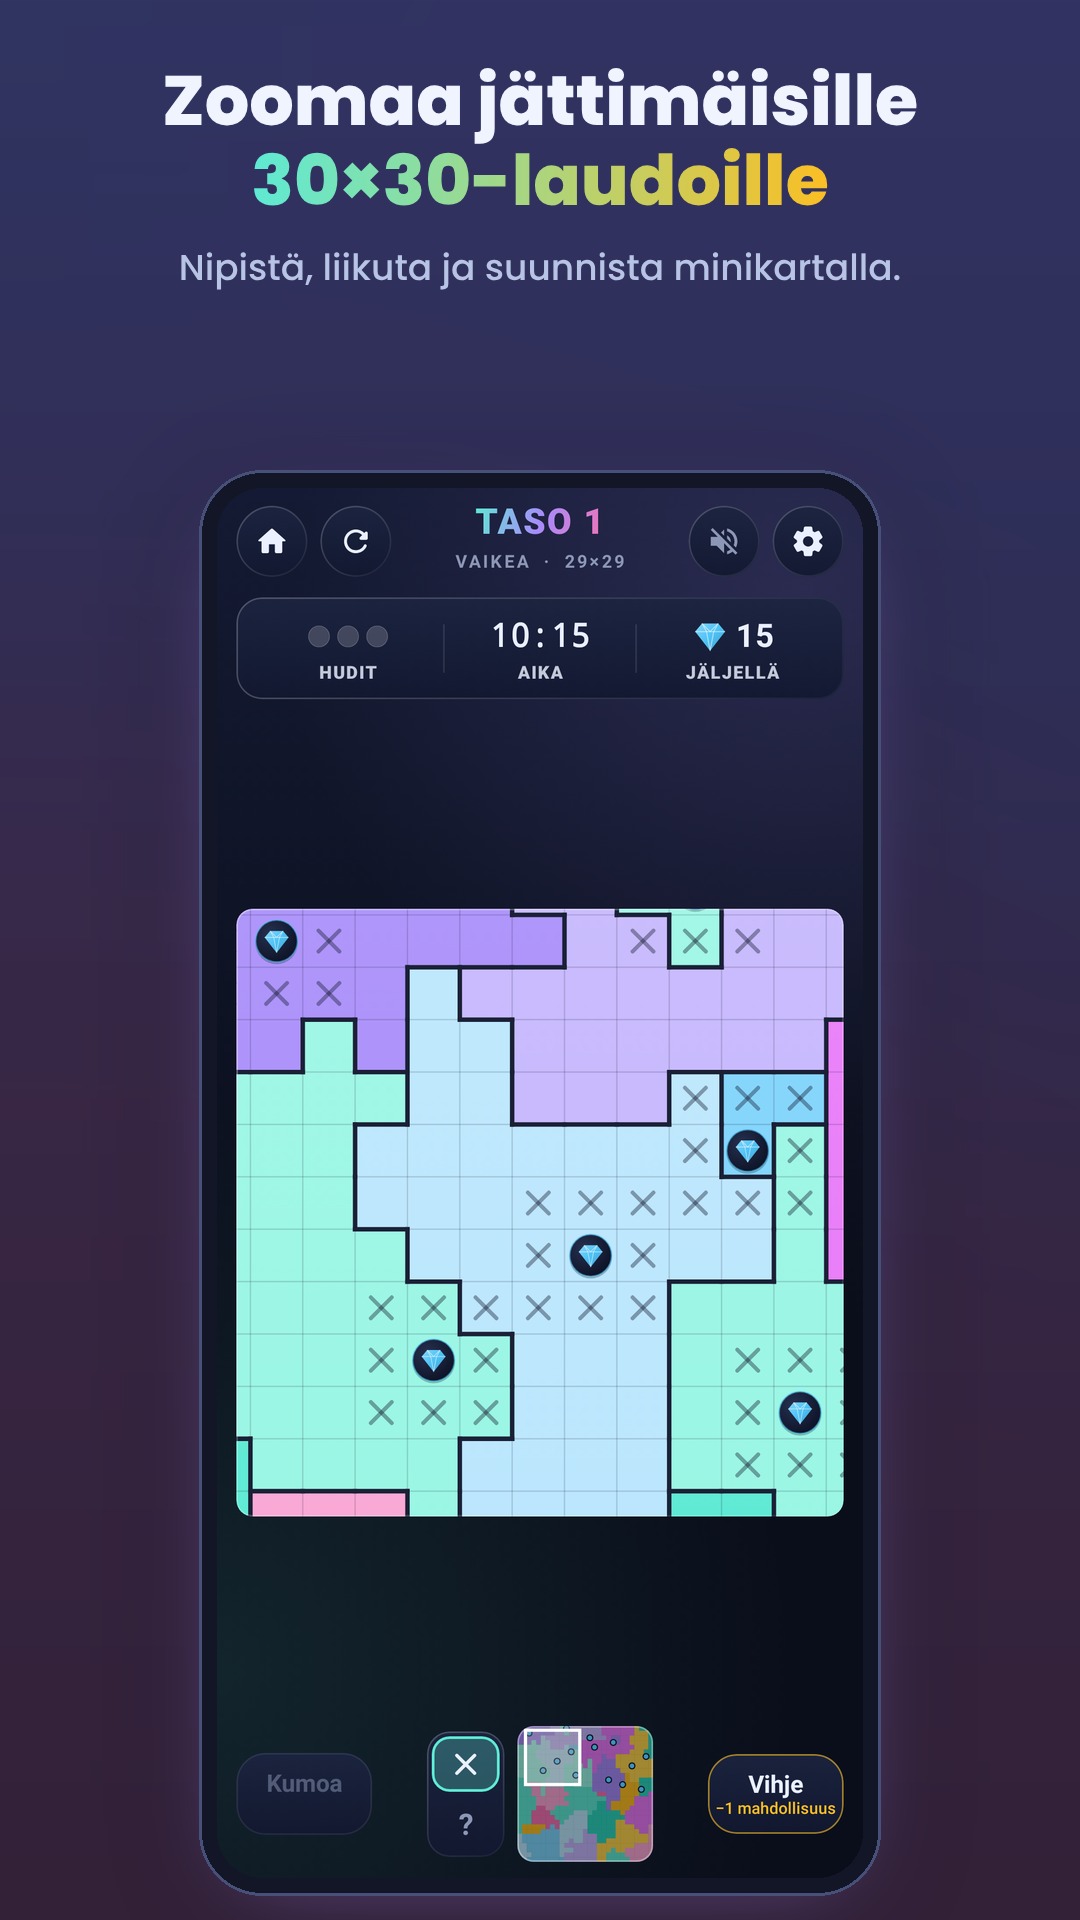 Zoomaa jättimäisille
30×30-laudoille
Nipistä, liikuta ja suunnista minikartalla.
TASO 1
VAIKEA · 29×29
10:15
15
HUDIT
AIKA
JÄLJELLÄ
Kumoa
?
Vihje
−1 mahdollisuus